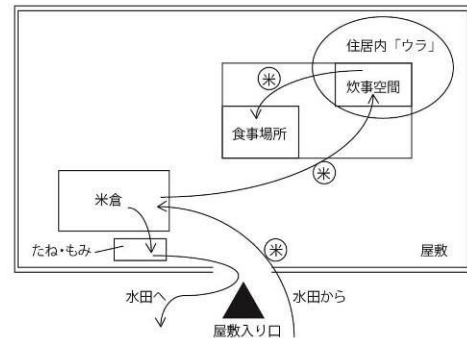 住居内「ウラ」
炊事空間
米
食事場所
米
米倉
たね・もみ
米
屋敷
水田へ
水田から
屋敷入り口